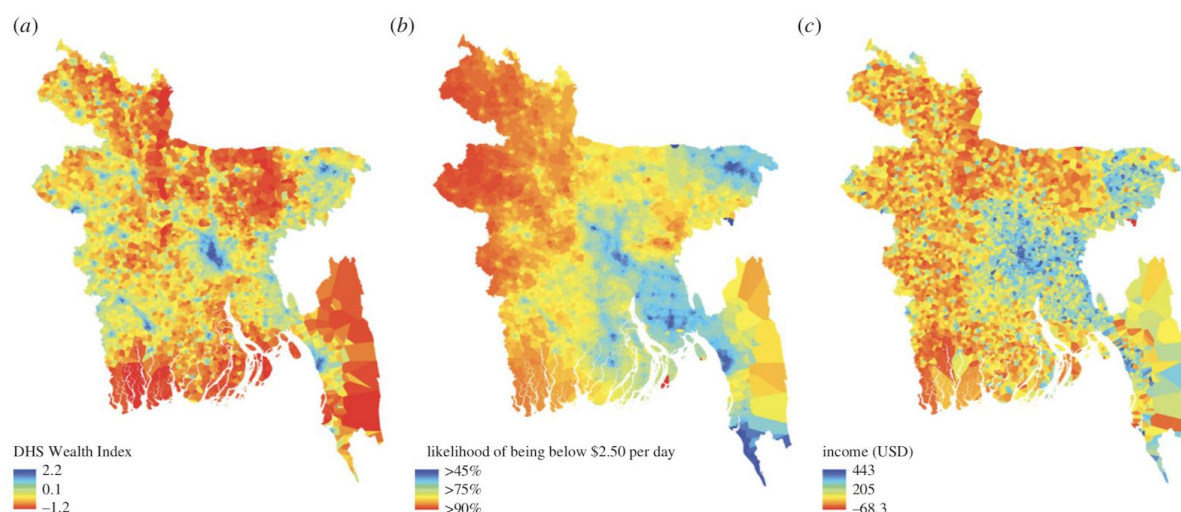 (a)
(b)
(c)
DHS Wealth Index
2.2
0.1
–1.2
likelihood of being below $2.50 per day
>45%
>75%
>90%
income (USD)
443
205
–68.3